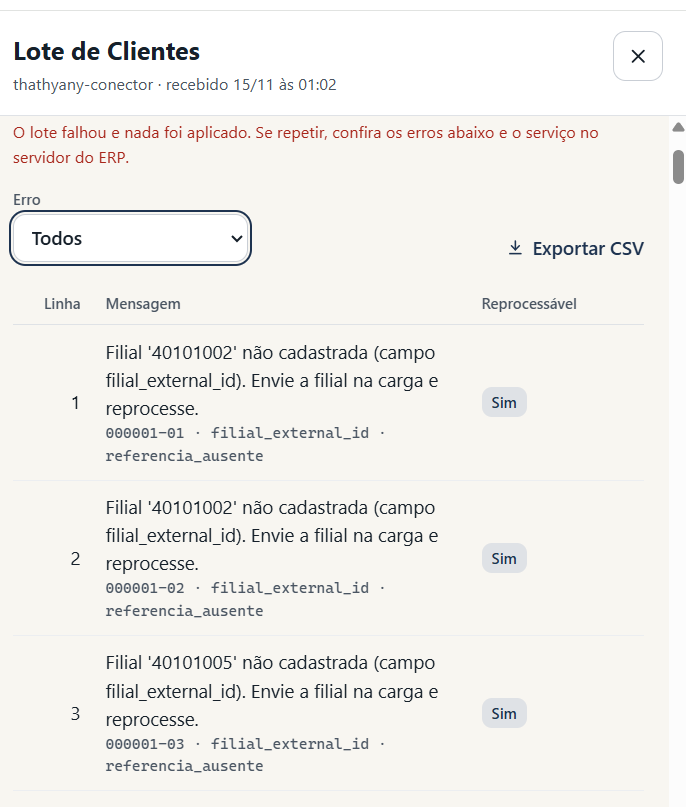 Lote de Clientes
thathyany-conector · recebido 15/11 às 01:02
O lote falhou e nada foi aplicado. Se repetir, confira os erros abaixo e o serviço no
servidor do ERP.
Erro
Todos
Exportar CSV
Linha Mensagem Reprocessável
Filial '40101002' não cadastrada (campo
filial_external_id). Envie a filial na carga e
1 reprocesse. Sim
000001-01 · filial_external_id ·
referencia_ausente
Filial '40101002' não cadastrada (campo
filial_external_id). Envie a filial na carga e
2 reprocesse. Sim
000001-02 · filial_external_id ·
referencia_ausente
Filial '40101005' não cadastrada (campo
filial_external_id). Envie a filial na carga e
3 reprocesse. Sim
000001-03 · filial_external_id ·
referencia_ausente